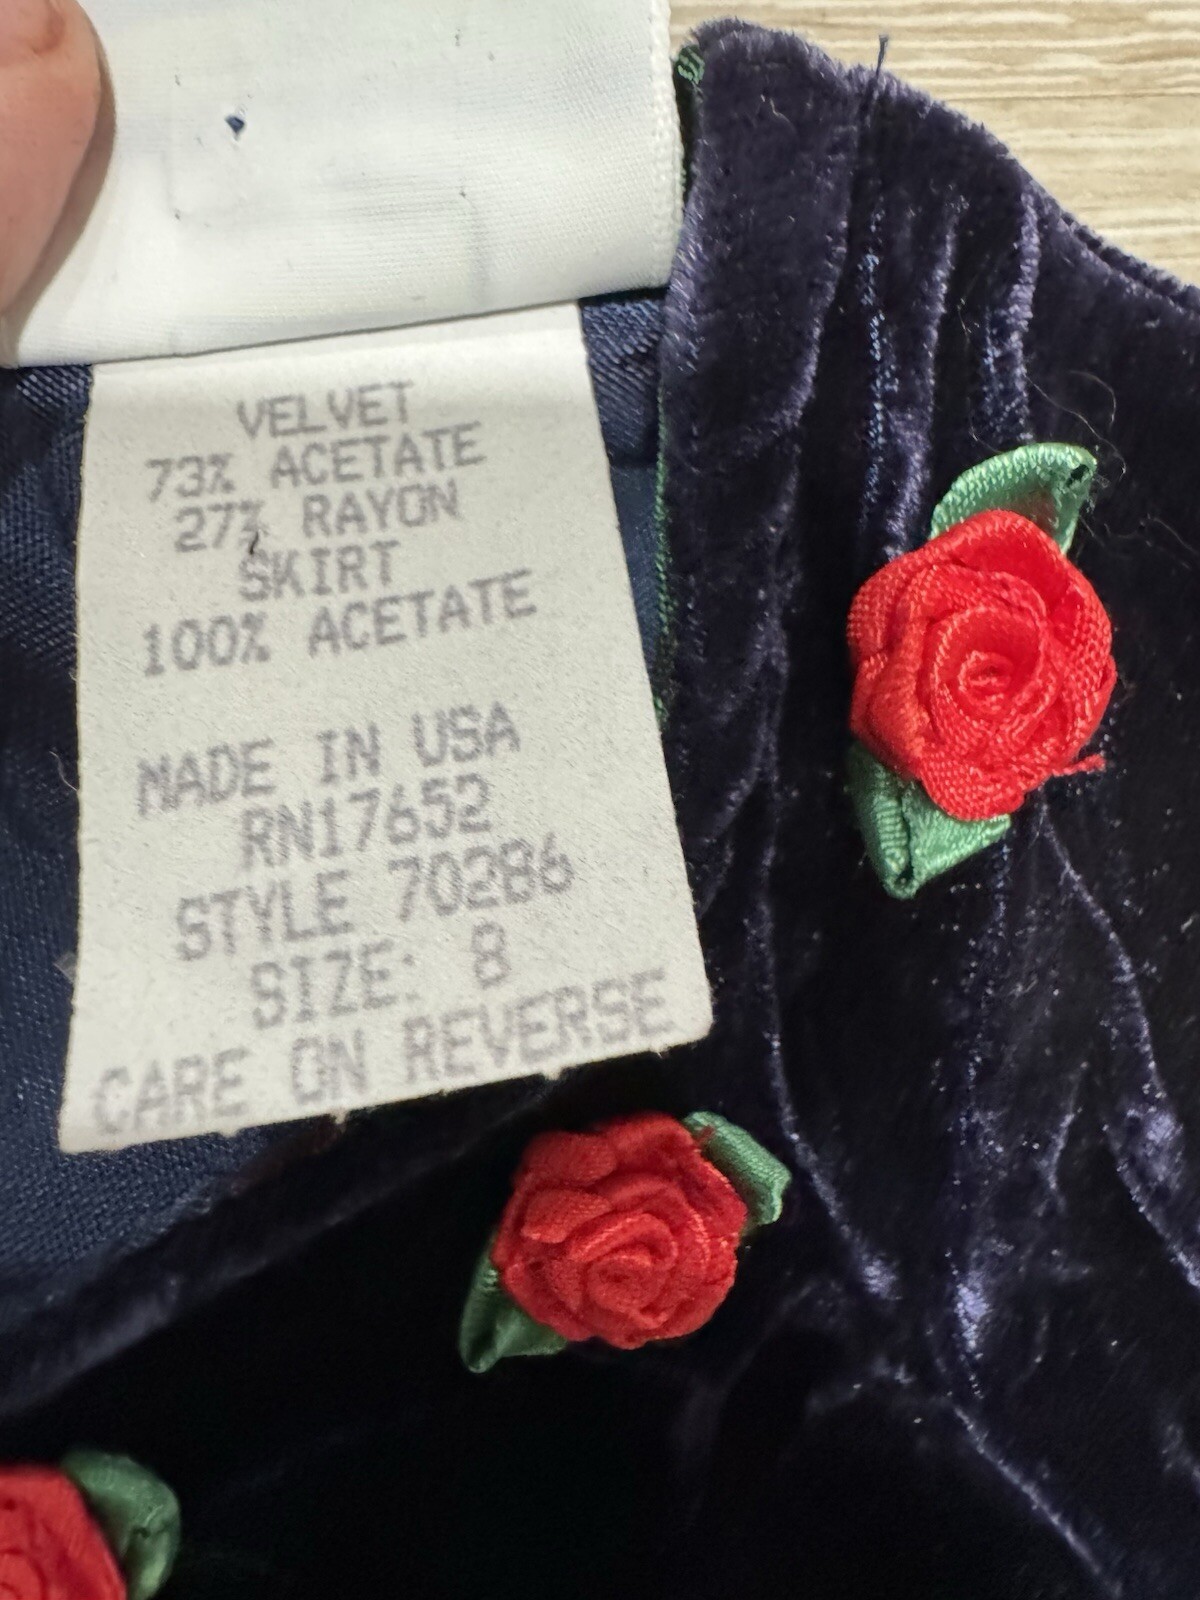 VELVET
73% ACETATE
27% RAYON
SKIRT
100% ACETATE
MADE IN USA
RN17652
STYLE 70286
SIZE: 8
CARE ON REVERSE